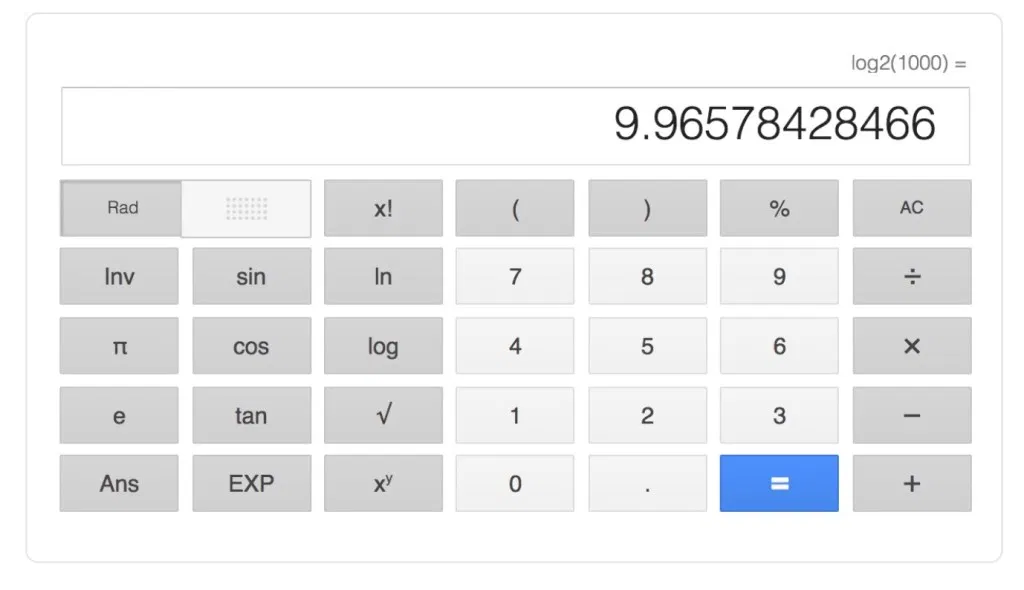 log2(1000) =
9.96578428466
Rad x! ( ) % AC
Inv sin ln 7 8 9 ÷
π cos log 4 5 6 ×
e tan √ 1 2 3 −
Ans EXP xʸ 0 . = +